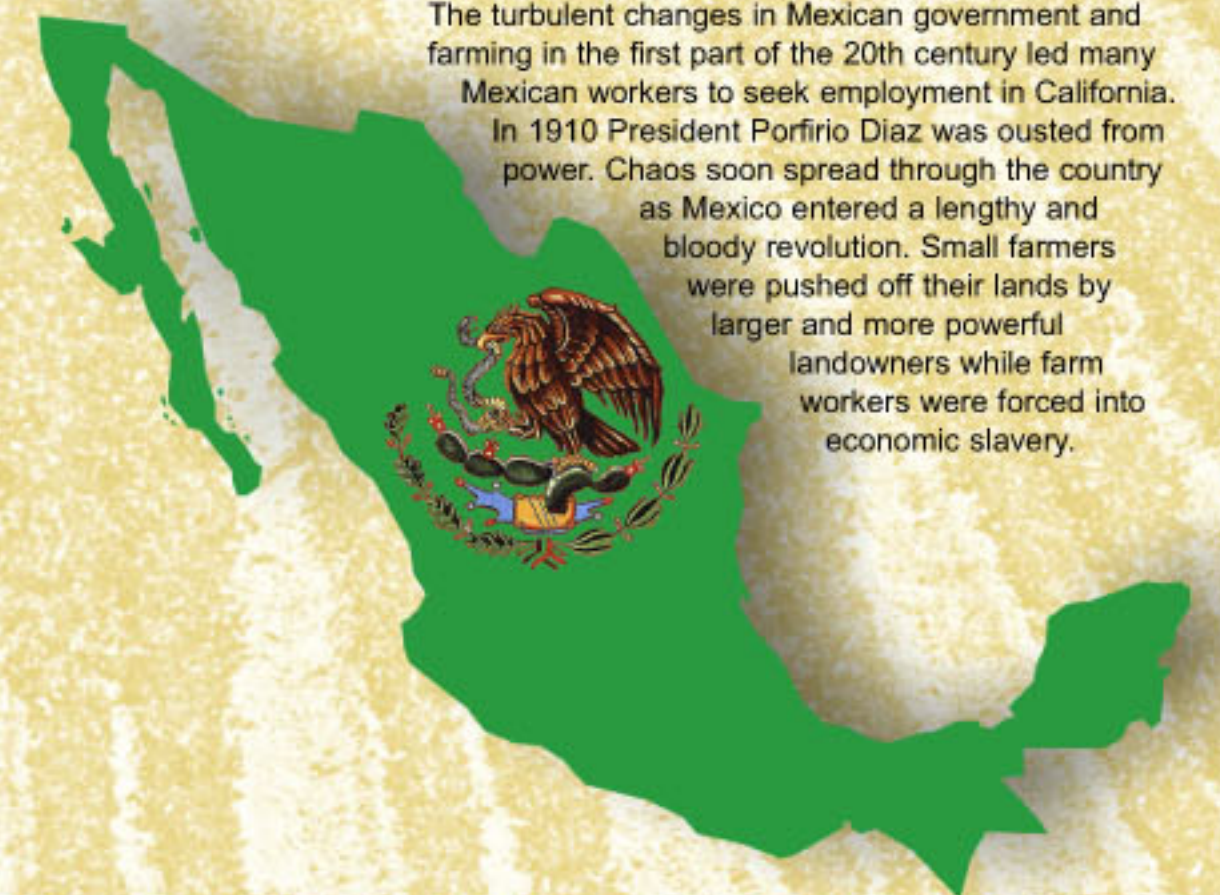 The turbulent changes in Mexican government and
farming in the first part of the 20th century led many
Mexican workers to seek employment in California.
In 1910 President Porfirio Diaz was ousted from
power. Chaos soon spread through the country
as Mexico entered a lengthy and
bloody revolution. Small farmers
were pushed off their lands by
larger and more powerful
landowners while farm
workers were forced into
economic slavery.